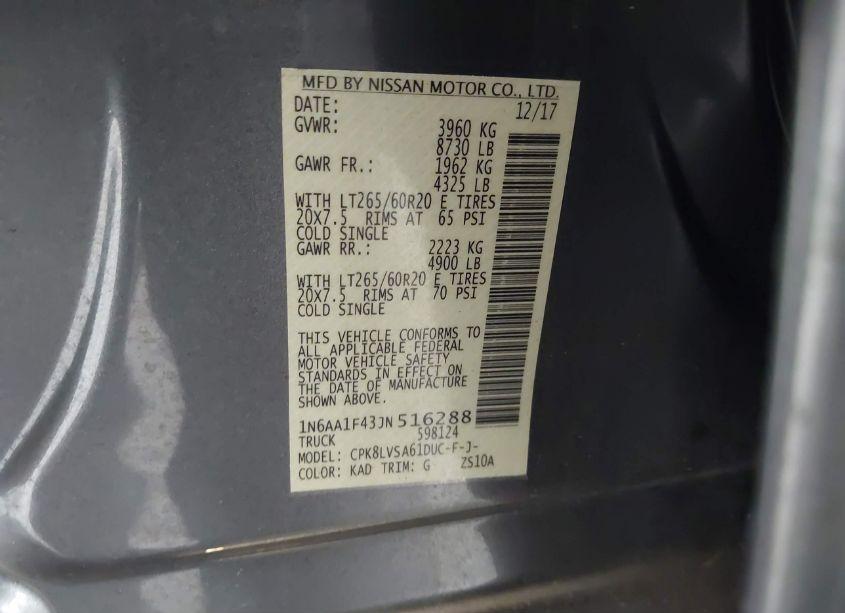 MFD BY NISSAN MOTOR CO., LTD.
DATE: 12/17
GVWR: 3960 KG
8730 LB
GAWR FR.: 1962 KG
4325 LB
WITH LT265/60R20 E TIRES
20X7.5 RIMS AT 65 PSI
COLD SINGLE
GAWR RR.: 2223 KG
4900 LB
WITH LT265/60R20 E TIRES
20X7.5 RIMS AT 70 PSI
COLD SINGLE
THIS VEHICLE CONFORMS TO
ALL APPLICABLE FEDERAL
MOTOR VEHICLE SAFETY
STANDARDS IN EFFECT ON
THE DATE OF MANUFACTURE
SHOWN ABOVE.
1N6AA1F43JN516288
TRUCK 598124
MODEL: CPK8LVSA61DUC-F-J-
COLOR: KAD TRIM: G ZS10A